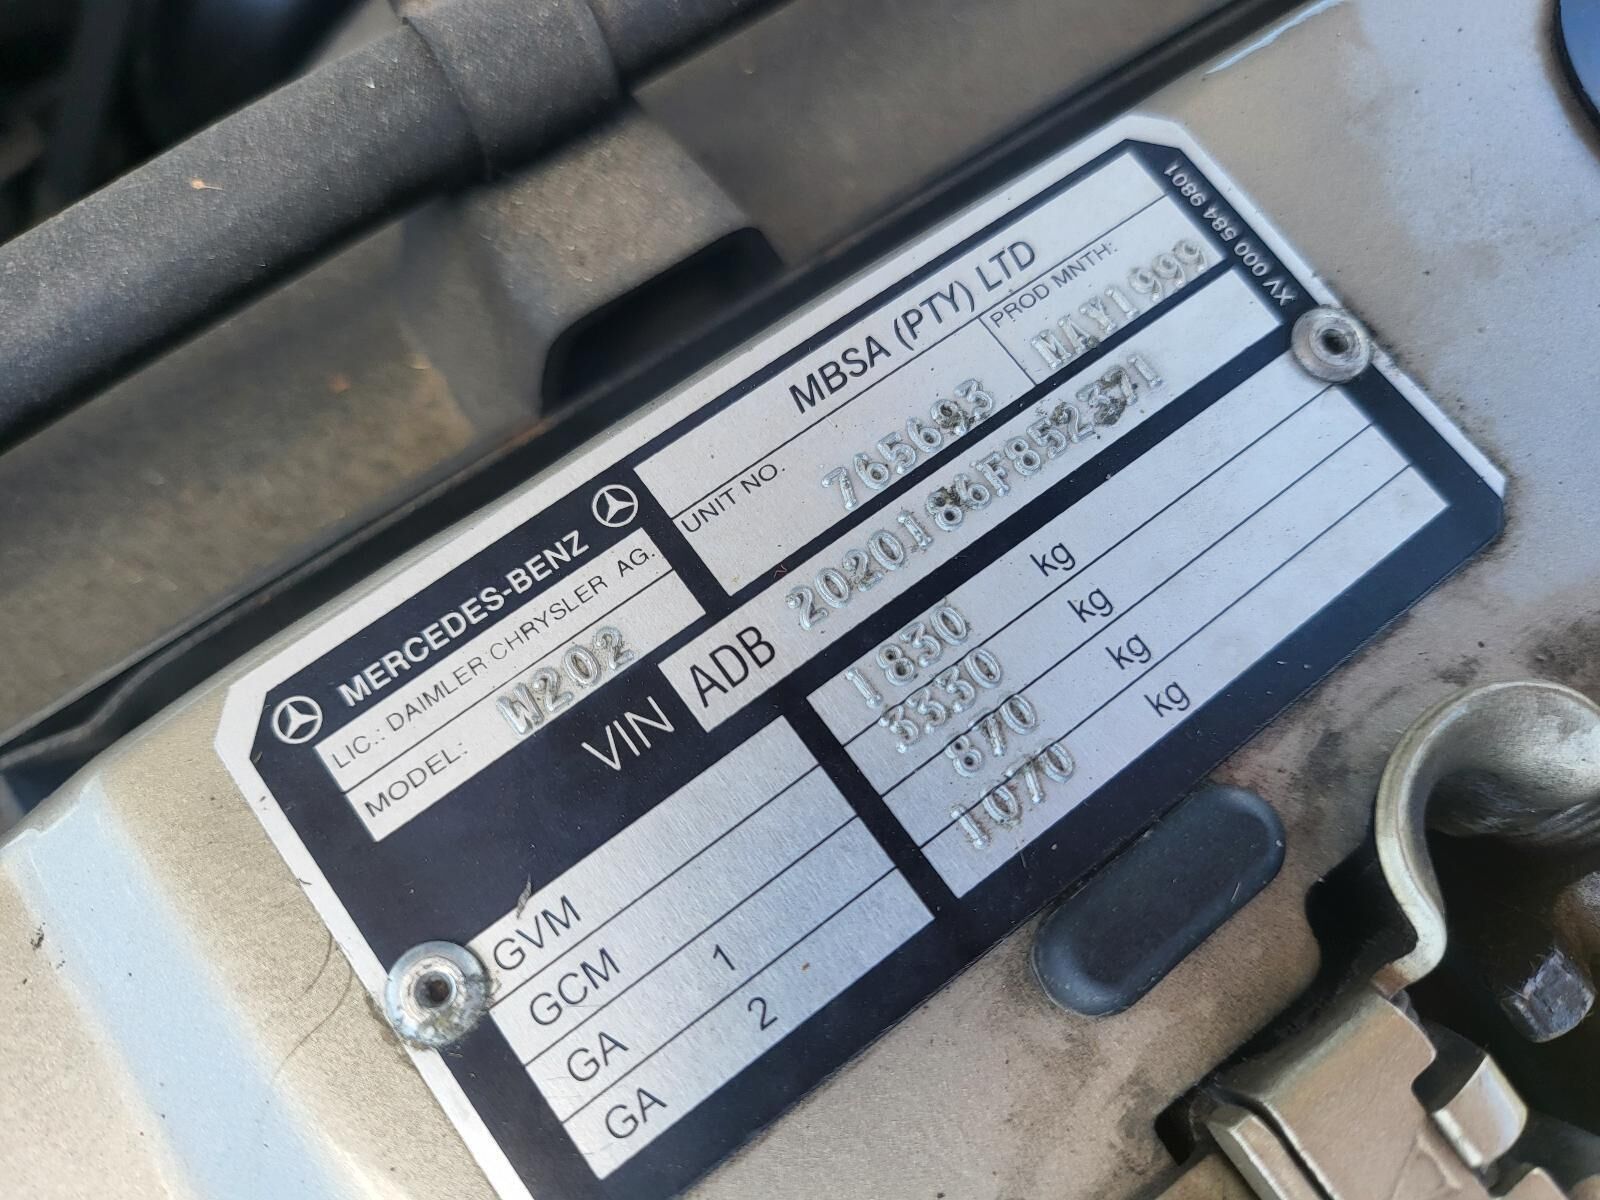 MERCEDES-BENZ
LIC.: DAIMLER CHRYSLER AG.
MODEL: W202
MBSA (PTY) LTD
UNIT NO. 765693
PROD MNTH: MAY1999
XV 000 584 9801
VIN ADB 2020186F852371
GVM 1830 kg
GCM 3330 kg
GA 1 870 kg
GA 2 1070 kg